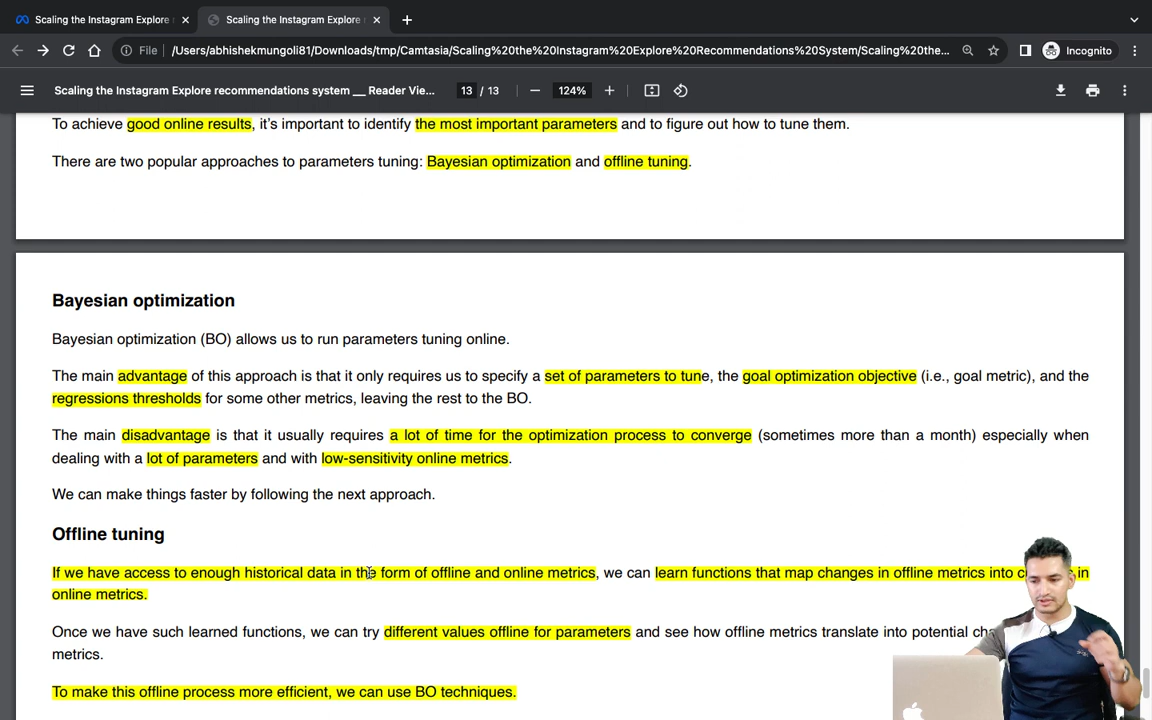 Scaling the Instagram Explore
Scaling the Instagram Explore
File
/Users/abhishekmungoli81/Downloads/tmp/Camtasia/Scaling%20the%20Instagram%20Explore%20Recommendations%20System/Scaling%20the...
Incognito
Scaling the Instagram Explore recommendations system __ Reader Vie...
13 / 13
124%
To achieve good online results, it's important to identify the most important parameters and to figure out how to tune them.
There are two popular approaches to parameters tuning: Bayesian optimization and offline tuning.
Bayesian optimization
Bayesian optimization (BO) allows us to run parameters tuning online.
The main advantage of this approach is that it only requires us to specify a set of parameters to tune, the goal optimization objective (i.e., goal metric), and the
regressions thresholds for some other metrics, leaving the rest to the BO.
The main disadvantage is that it usually requires a lot of time for the optimization process to converge (sometimes more than a month) especially when
dealing with a lot of parameters and with low-sensitivity online metrics.
We can make things faster by following the next approach.
Offline tuning
If we have access to enough historical data in the form of offline and online metrics, we can learn functions that map changes in offline metrics into in
online metrics.
Once we have such learned functions, we can try different values offline for parameters and see how offline metrics translate into potential
metrics.
To make this offline process more efficient, we can use BO techniques.